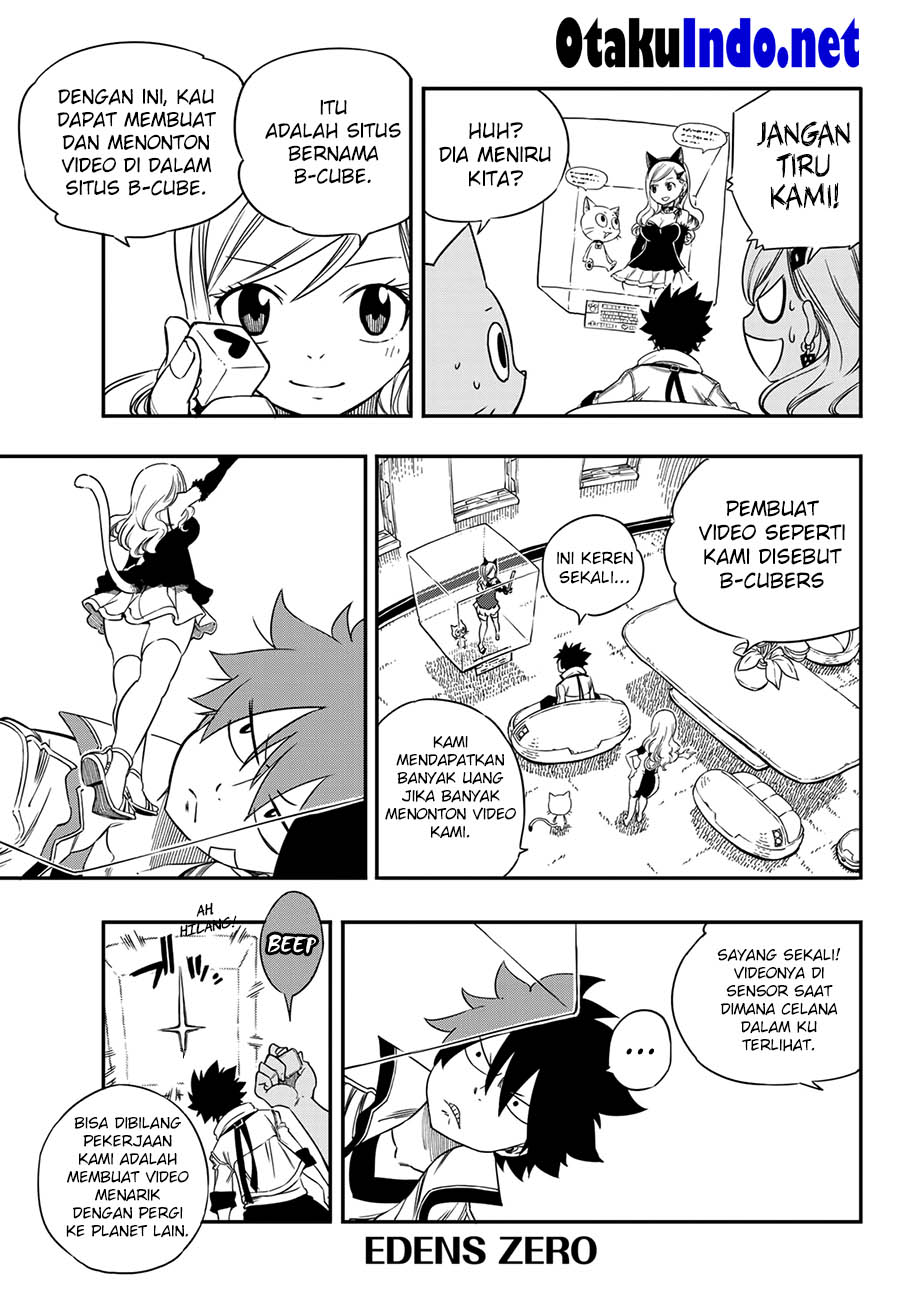 OtakuIndo.net
JANGAN
TIRU
KAMI!
HUH?
DIA MENIRU
KITA?
ITU
ADALAH SITUS
BERNAMA
B-CUBE.
DENGAN INI, KAU
DAPAT MEMBUAT
DAN MENONTON
VIDEO DI DALAM
SITUS B-CUBE.
PEMBUAT
VIDEO SEPERTI
KAMI DISEBUT
B-CUBERS
INI KEREN
SEKALI...
KAMI
MENDAPATKAN
BANYAK UANG
JIKA BANYAK
MENONTON VIDEO
KAMI.
SAYANG SEKALI!
VIDEONYA DI
SENSOR SAAT
DIMANA CELANA
DALAM KU
TERLIHAT.
...
BEEP
AH
HILANG!
BISA DIBILANG
PEKERJAAN
KAMI ADALAH
MEMBUAT VIDEO
MENARIK
DENGAN PERGI
KE PLANET LAIN.
EDENS ZERO